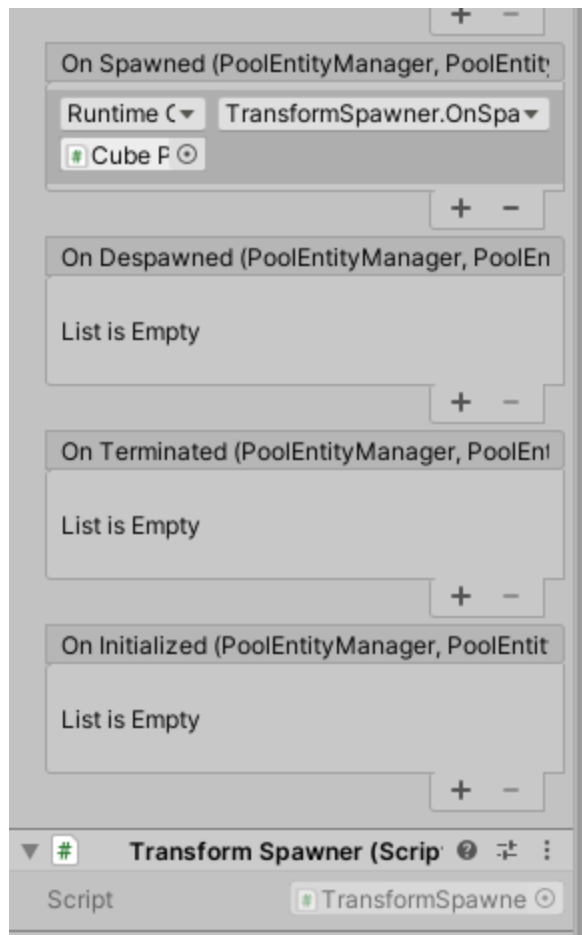 On Spawned (PoolEntityManager, PoolEntity
Runtime C TransformSpawner.OnSpa
# Cube P
+ −
On Despawned (PoolEntityManager, PoolEn
List is Empty
+ −
On Terminated (PoolEntityManager, PoolEnt
List is Empty
+ −
On Initialized (PoolEntityManager, PoolEntit
List is Empty
+ −
# Transform Spawner (Scrip
Script # TransformSpawne